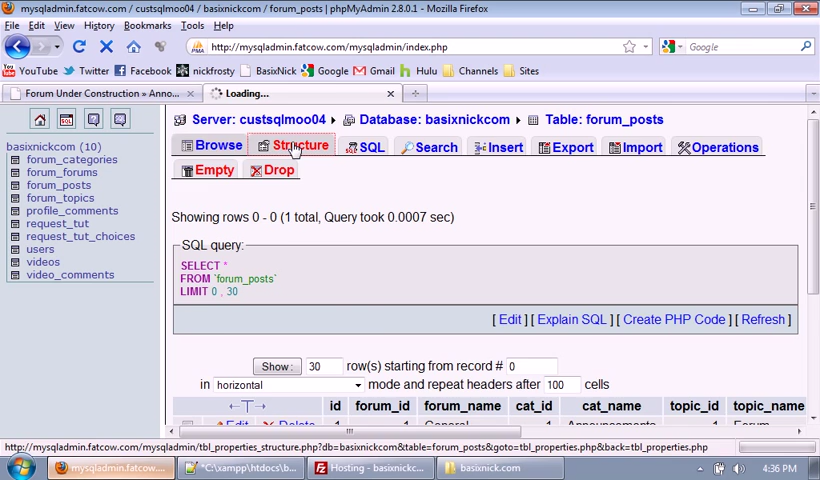 mysqladmin.fatcow.com / custsqlmoo04 / basixnickcom / forum_posts | phpMyAdmin 2.8.0.1 - Mozilla Firefox
File Edit View History Bookmarks Tools Help
http://mysqladmin.fatcow.com/mysqladmin/index.php
Google
YouTube Twitter Facebook nickfrosty BasixNick Google Gmail Hulu Channels Sites
Forum Under Construction » Anno...
Loading...
Server: custsqlmoo04 Database: basixnickcom Table: forum_posts
Browse Structure SQL Search Insert Export Import Operations
Empty Drop
basixnickcom (10)
forum_categories
forum_forums
forum_posts
forum_topics
profile_comments
request_tut
request_tut_choices
users
videos
video_comments
Showing rows 0 - 0 (1 total, Query took 0.0007 sec)
SQL query:
SELECT *
FROM `forum_posts`
LIMIT 0 , 30
[ Edit ] [ Explain SQL ] [ Create PHP Code ] [ Refresh ]
Show : 30 row(s) starting from record # 0
in horizontal mode and repeat headers after 100 cells
id forum_id forum_name cat_id cat_name topic_id topic_name
http://mysqladmin.fatcow.com/mysqladmin/tbl_properties_structure.php?db=basixnickcom&table=forum_posts&goto=tbl_properties.php&back=tbl_properties.php
mysqladmin.fatcow.co...
*C:\xampp\htdocs\b...
Hosting - basixnickc...
basixnick.com
4:36 PM